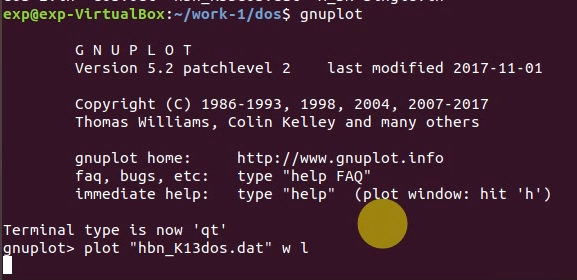 exp@exp-VirtualBox:~/work-1/dos$ gnuplot
G N U P L O T
Version 5.2 patchlevel 2    last modified 2017-11-01
Copyright (C) 1986-1993, 1998, 2004, 2007-2017
Thomas Williams, Colin Kelley and many others
gnuplot home:     http://www.gnuplot.info
faq, bugs, etc:   type "help FAQ"
immediate help:   type "help"  (plot window: hit 'h')
Terminal type is now 'qt'
gnuplot> plot "hbn_K13dos.dat" w l